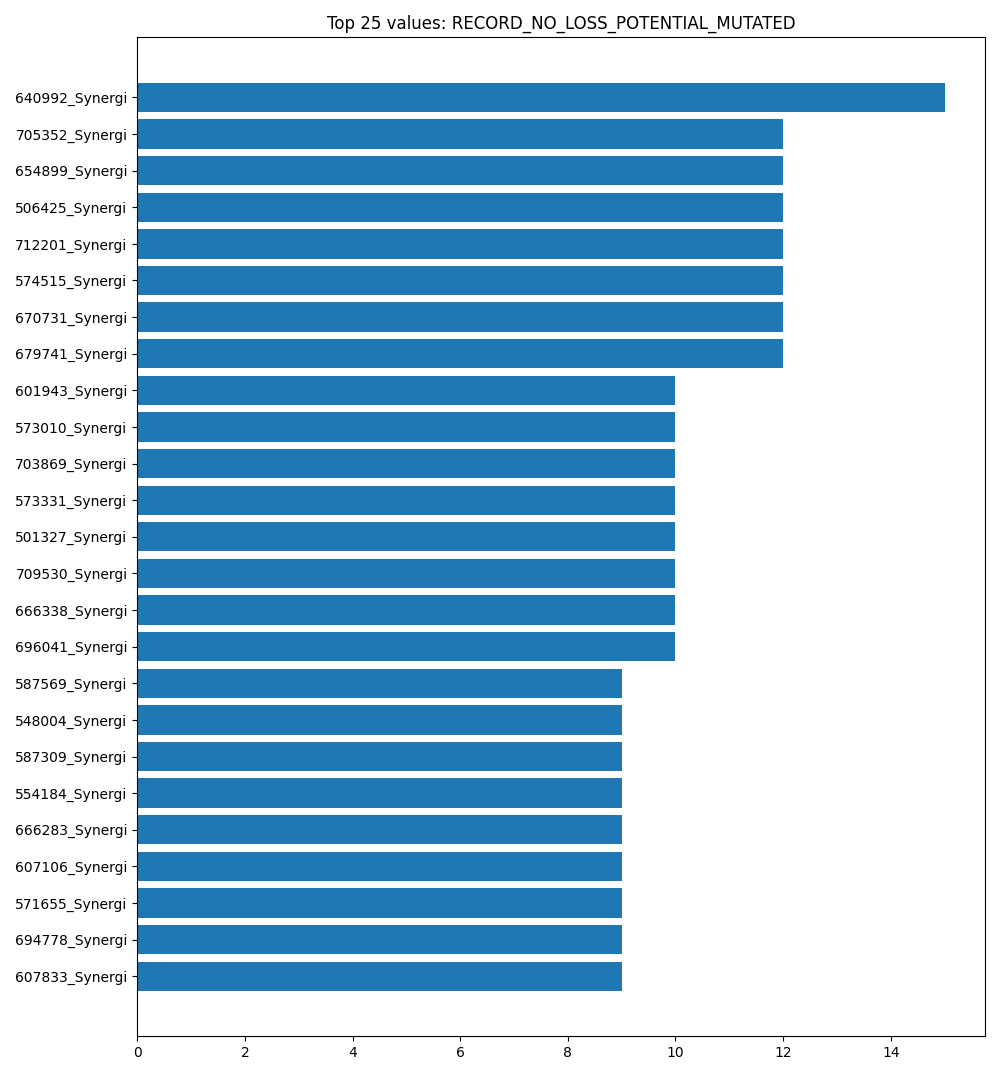 Top 25 values: RECORD_NO_LOSS_POTENTIAL_MUTATED
640992_Synergi
705352_Synergi
654899_Synergi
506425_Synergi
712201_Synergi
574515_Synergi
670731_Synergi
679741_Synergi
601943_Synergi
573010_Synergi
703869_Synergi
573331_Synergi
501327_Synergi
709530_Synergi
666338_Synergi
696041_Synergi
587569_Synergi
548004_Synergi
587309_Synergi
554184_Synergi
666283_Synergi
607106_Synergi
571655_Synergi
694778_Synergi
607833_Synergi
0 2 4 6 8 10 12 14